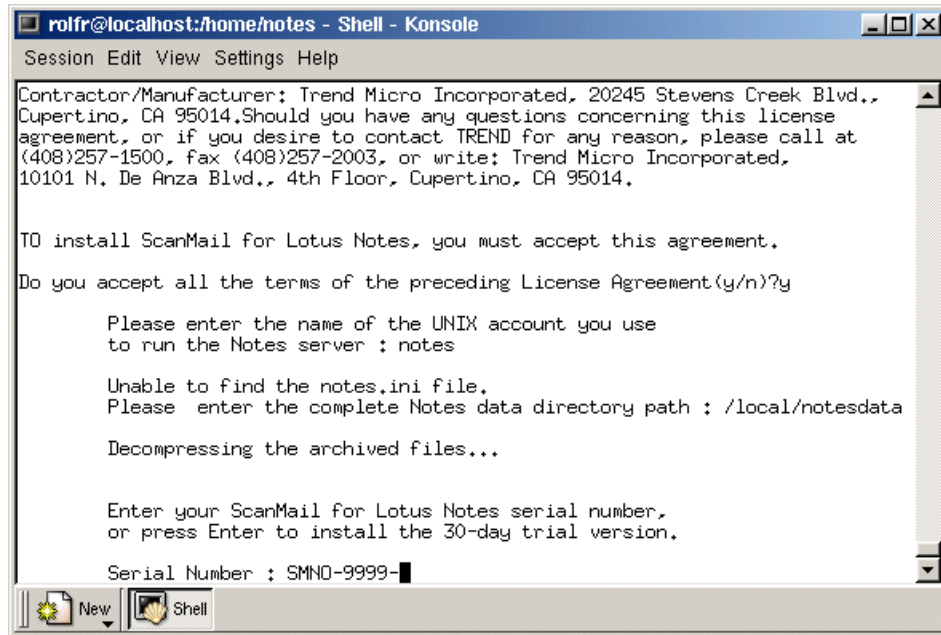 rolfr@localhost:/home/notes - Shell - Konsole
Session Edit View Settings Help
Contractor/Manufacturer: Trend Micro Incorporated, 20245 Stevens Creek Blvd.,
Cupertino, CA 95014.Should you have any questions concerning this license
agreement, or if you desire to contact TREND for any reason, please call at
(408)257-1500, fax (408)257-2003, or write: Trend Micro Incorporated,
10101 N. De Anza Blvd., 4th Floor, Cupertino, CA 95014.
TO install ScanMail for Lotus Notes, you must accept this agreement.
Do you accept all the terms of the preceding License Agreement(y/n)?y
Please enter the name of the UNIX account you use
to run the Notes server : notes
Unable to find the notes.ini file.
Please  enter the complete Notes data directory path : /local/notesdata
Decompressing the archived files...
Enter your ScanMail for Lotus Notes serial number,
or press Enter to install the 30-day trial version.
Serial Number : SMNO-9999-
New
Shell